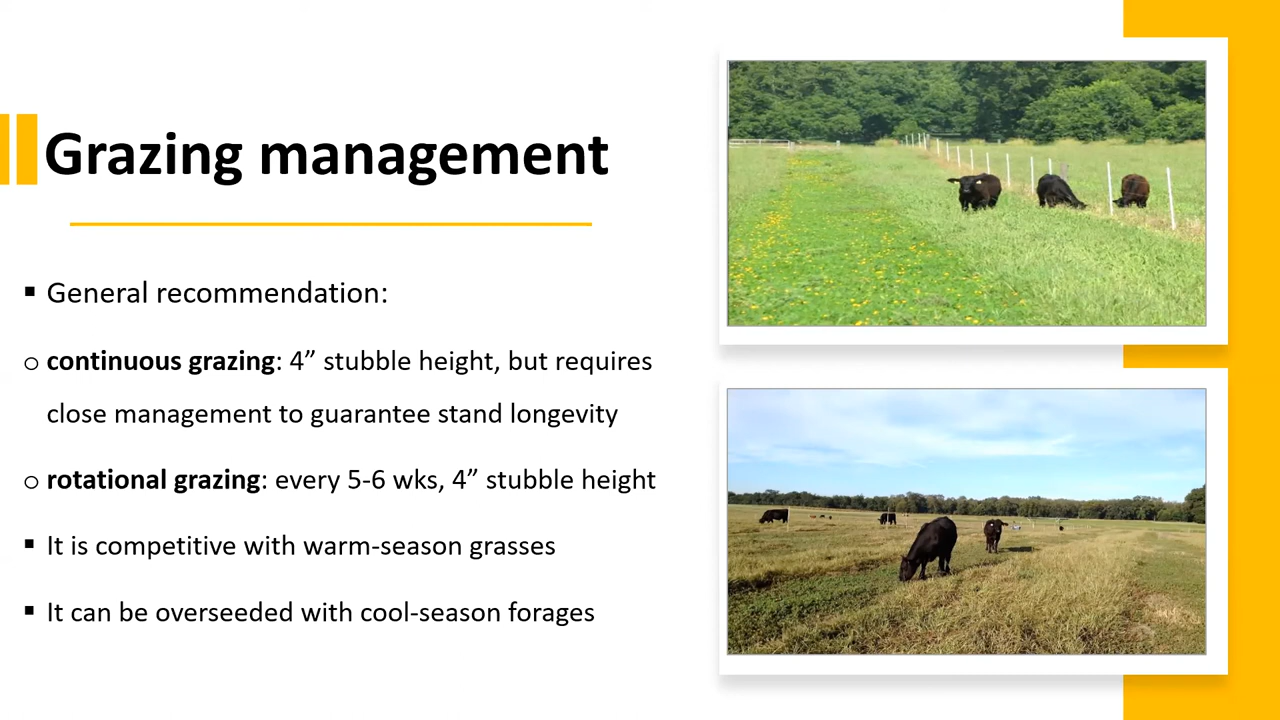 Grazing management
▪ General recommendation:
o continuous grazing: 4” stubble height, but requires
close management to guarantee stand longevity
o rotational grazing: every 5-6 wks, 4” stubble height
▪ It is competitive with warm-season grasses
▪ It can be overseeded with cool-season forages